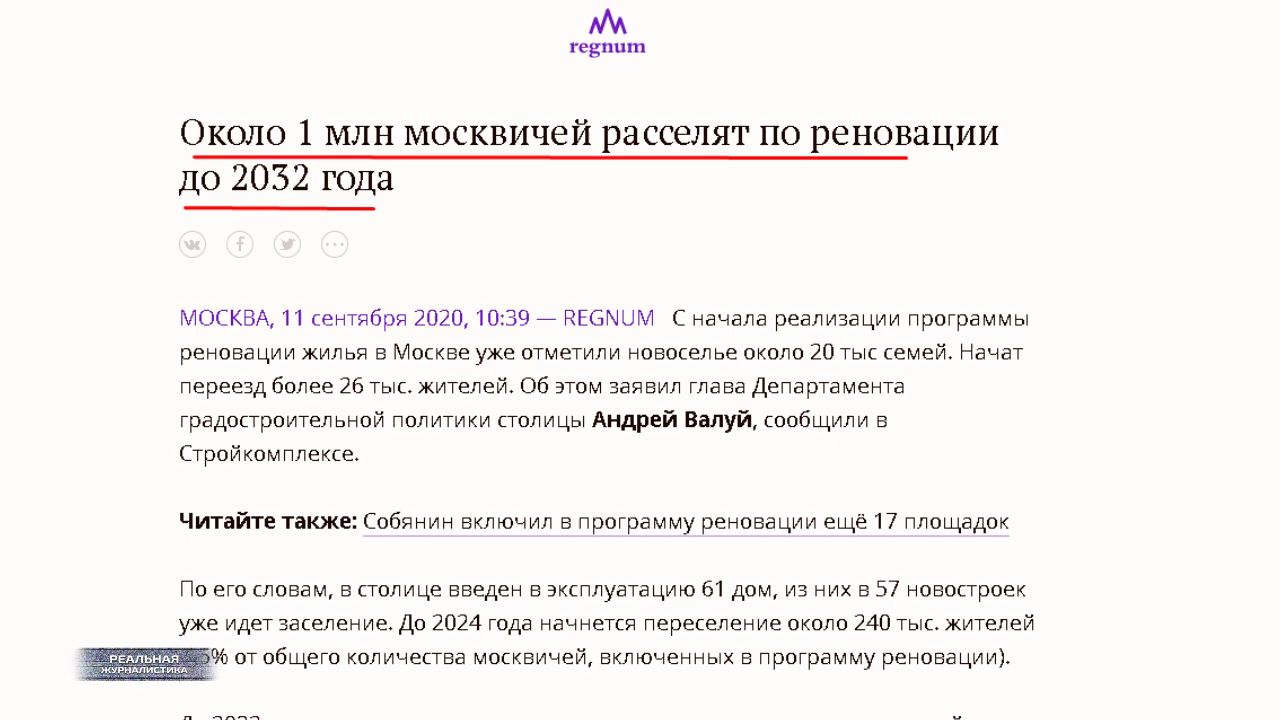 regnum
Около 1 млн москвичей расселят по реновации
до 2032 года
МОСКВА, 11 сентября 2020, 10:39 — REGNUM С начала реализации программы
реновации жилья в Москве уже отметили новоселье около 20 тыс семей. Начат
переезд более 26 тыс. жителей. Об этом заявил глава Департамента
градостроительной политики столицы Андрей Валуй, сообщили в
Стройкомплексе.
Читайте также: Собянин включил в программу реновации ещё 17 площадок
По его словам, в столице введен в эксплуатацию 61 дом, из них в 57 новостроек
уже идет заселение. До 2024 года начнется переселение около 240 тыс. жителей
от общего количества москвичей, включенных в программу реновации).
РЕАЛЬНАЯ
ЖУРНАЛИСТИКА